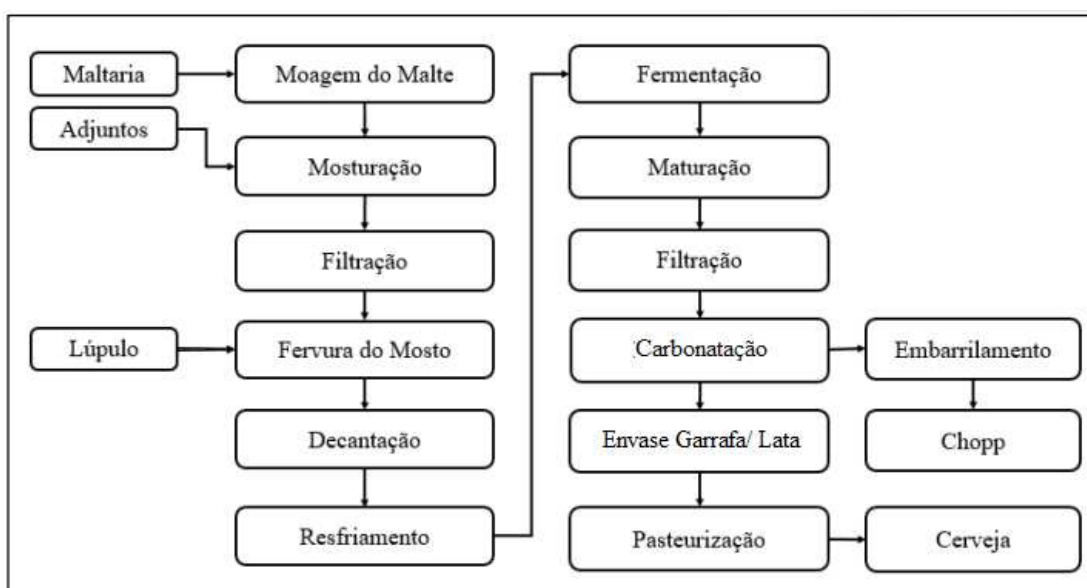 Maltaria
Moagem do Malte
Adjuntos
Mosturação
Filtração
Lúpulo
Fervura do Mosto
Decantação
Resfriamento
Fermentação
Maturação
Filtração
Carbonatação
Embarrilamento
Envase Garrafa/ Lata
Chopp
Pasteurização
Cerveja